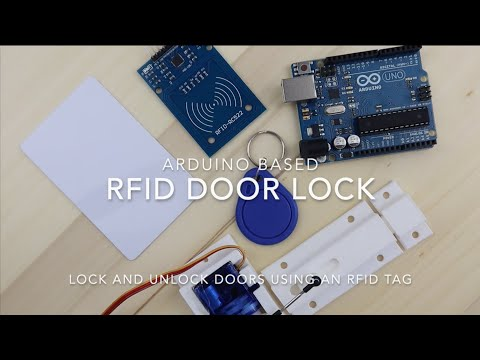 RFID-RC522
ARDUINO
UNO
ARDUINO BASED
RFID DOOR LOCK
LOCK AND UNLOCK DOORS USING AN RFID TAG